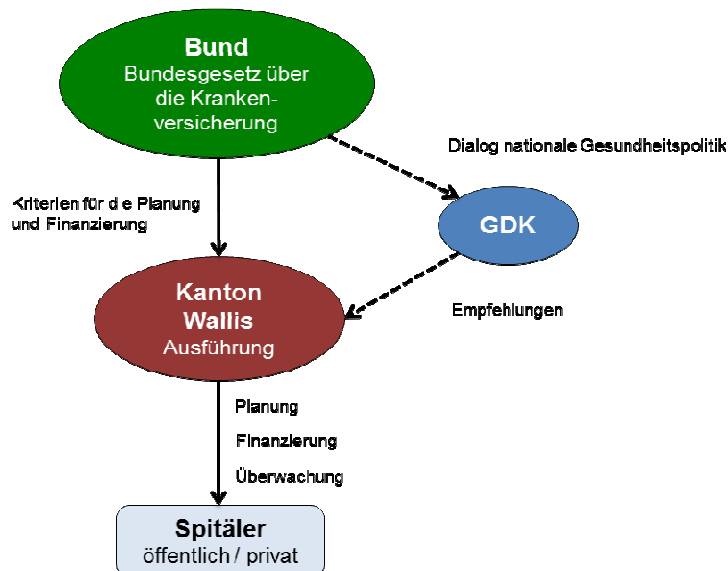 Bund
Bundesgesetz über
die Kranken-
versicherung
Dialog nationale Gesundheitspolitik
Kriterien für die Planung
und Finanzierung
GDK
Kanton
Wallis
Ausführung
Empfehlungen
Planung
Finanzierung
Überwachung
Spitäler
öffentlich / privat